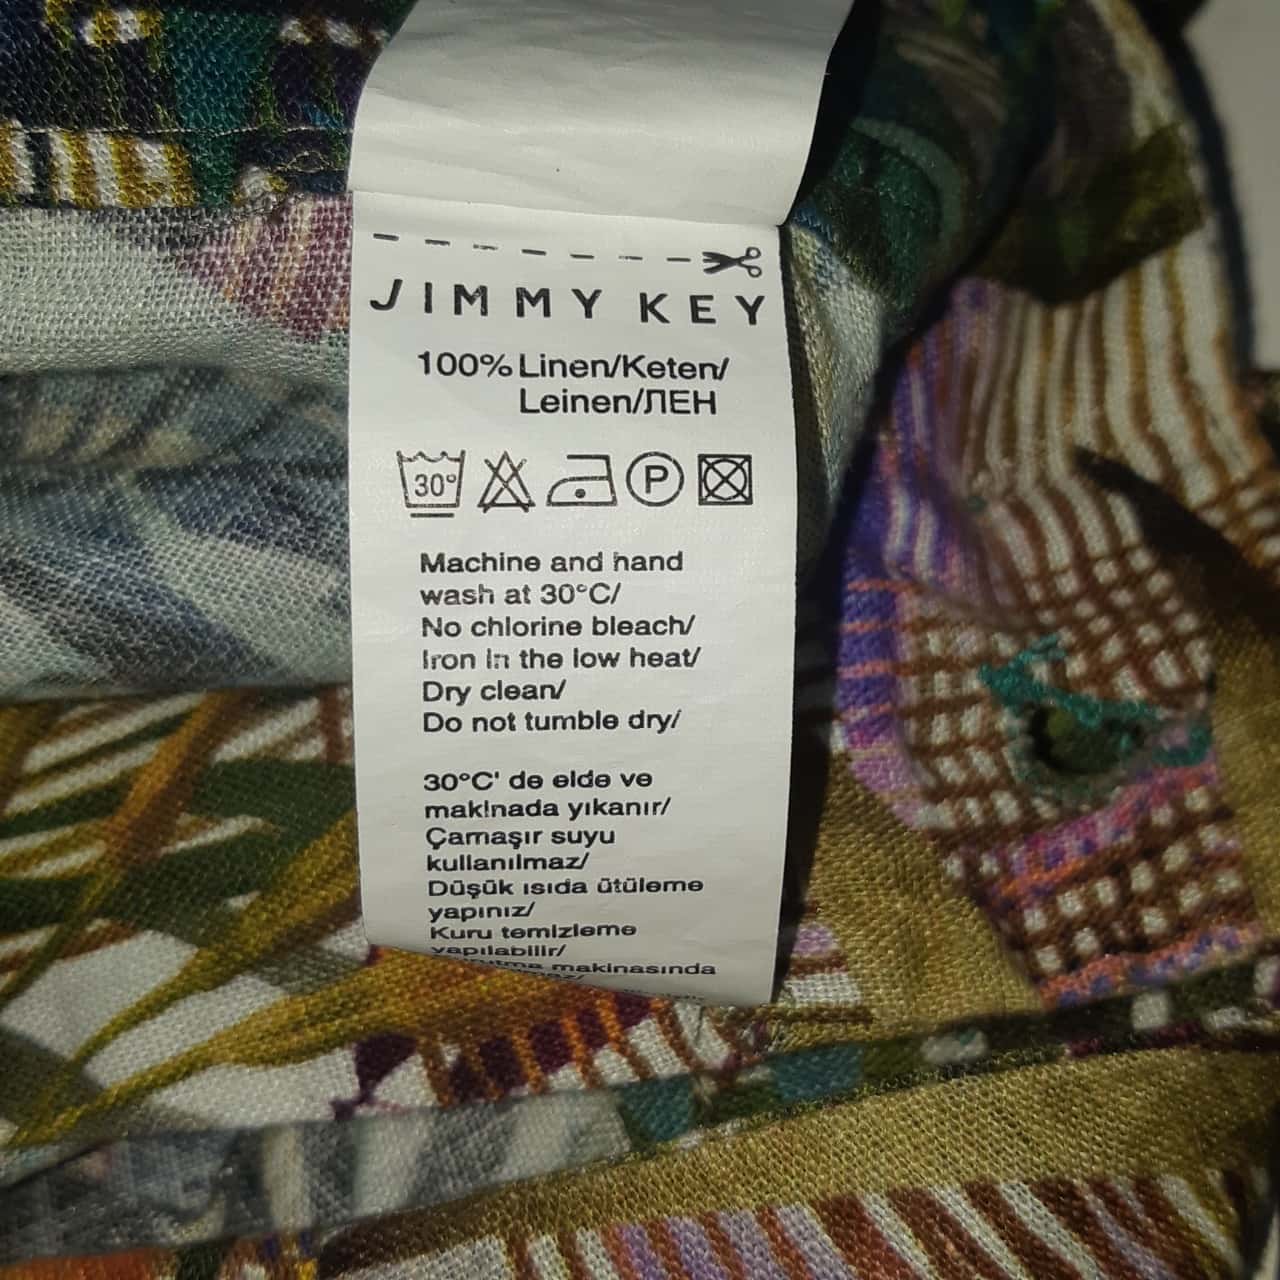 JIMMY KEY
100% Linen/Keten/
Leinen/ЛЕН
30°
P
Machine and hand
wash at 30°C/
No chlorine bleach/
Iron in the low heat/
Dry clean/
Do not tumble dry/
30°C' de elde ve
makinada yıkanır/
Çamaşır suyu
kullanılmaz/
Düşük ısıda ütüleme
yapınız/
Kuru temizleme
yapılabilir/
makinasında